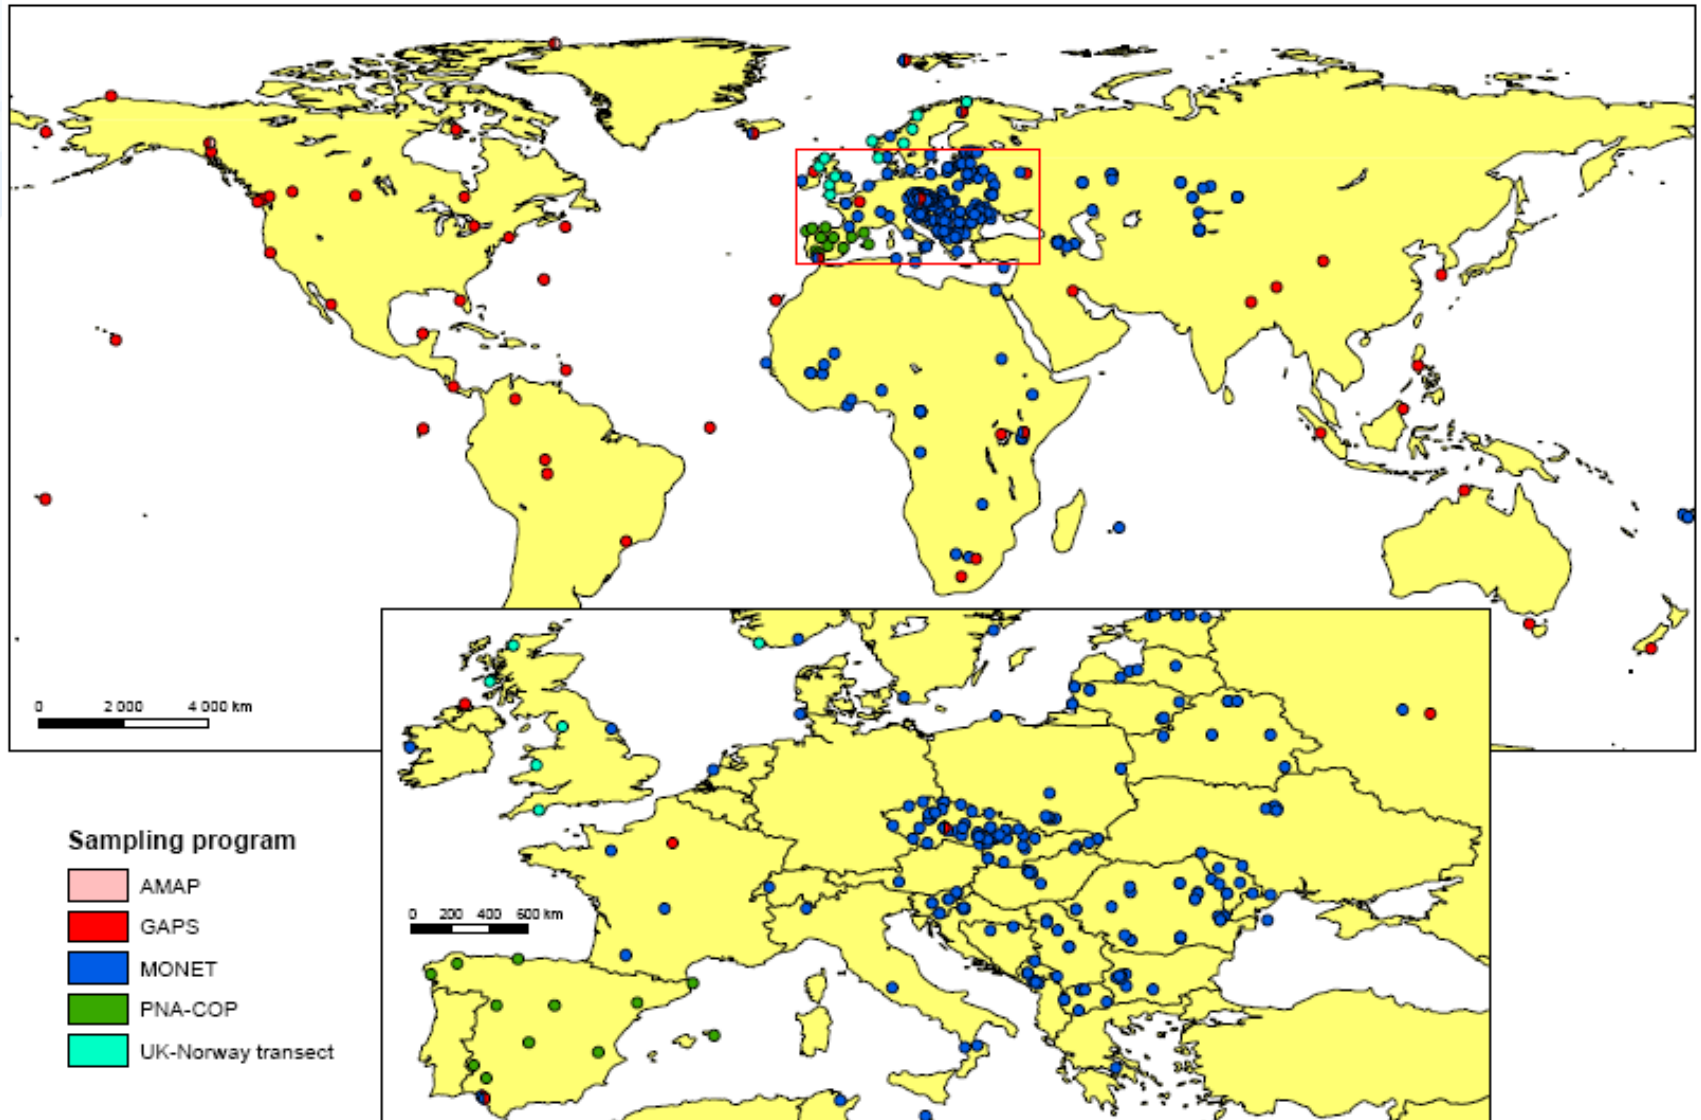 0 2 000 4 000 km
Sampling program
AMAP
GAPS
MONET
PNA-COP
UK-Norway transect
0 200 400 600 km